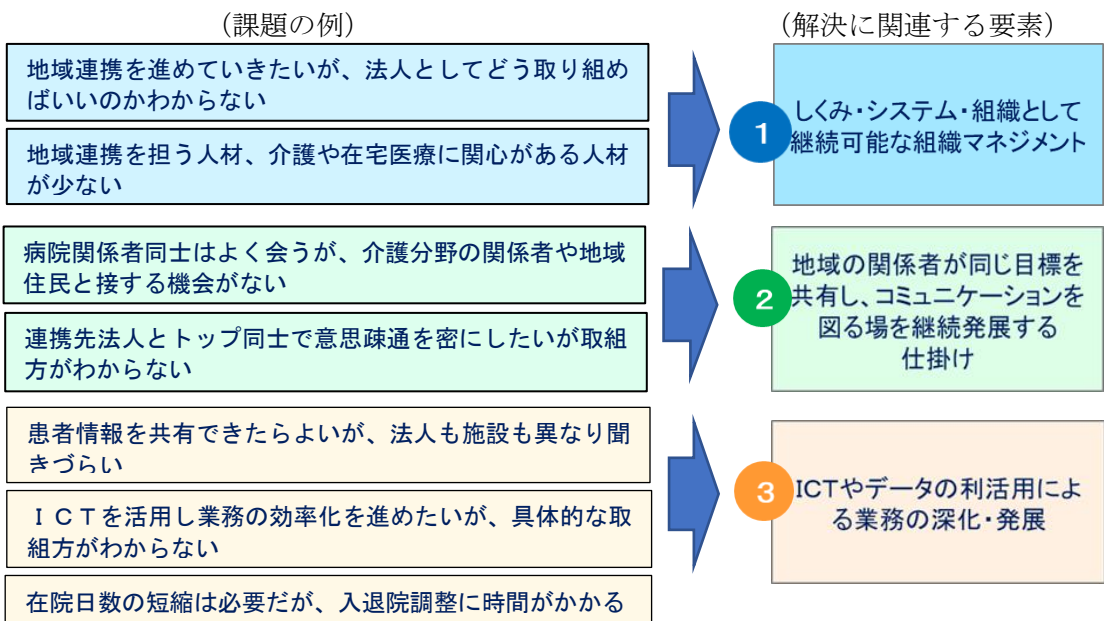 (課題の例)
(解決に関連する要素)
地域連携を進めていきたいが、法人としてどう取り組め
ばいいのかわからない
地域連携を担う人材、介護や在宅医療に関心がある人材
が少ない
1
しくみ・システム・組織として
継続可能な組織マネジメント
病院関係者同士はよく会うが、介護分野の関係者や地域
住民と接する機会がない
連携先法人とトップ同士で意思疎通を密にしたいが取組
方がわからない
2
地域の関係者が同じ目標を
共有し、コミュニケーションを
図る場を継続発展する
仕掛け
患者情報を共有できたらよいが、法人も施設も異なり聞
きづらい
ICTを活用し業務の効率化を進めたいが、具体的な取
組方がわからない
在院日数の短縮は必要だが、入退院調整に時間がかかる
3
ICTやデータの利活用によ
る業務の深化・発展